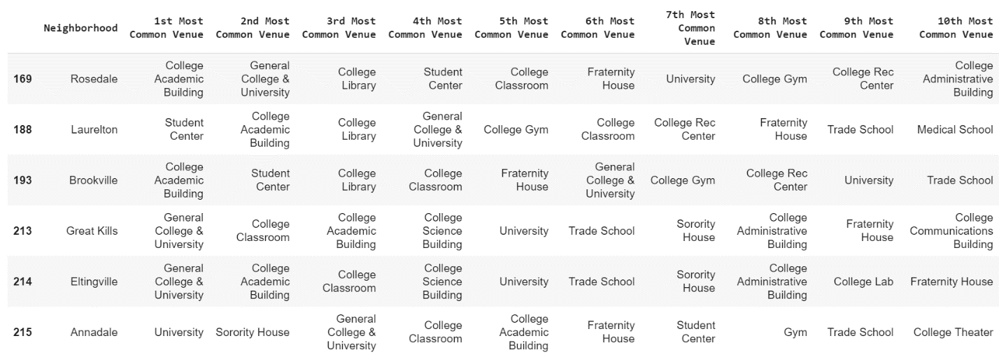 Neighborhood 1st Most Common Venue 2nd Most Common Venue 3rd Most Common Venue 4th Most Common Venue 5th Most Common Venue 6th Most Common Venue 7th Most Common Venue 8th Most Common Venue 9th Most Common Venue 10th Most Common Venue
169 Rosedale College Academic Building General College & University College Library Student Center College Classroom Fraternity House University College Gym College Rec Center College Administrative Building
188 Laurelton Student Center College Academic Building College Library General College & University College Gym College Classroom College Rec Center Fraternity House Trade School Medical School
193 Brookville College Academic Building Student Center College Library College Classroom Fraternity House General College & University College Gym College Rec Center University Trade School
213 Great Kills General College & University College Classroom College Academic Building College Science Building University Trade School Sorority House College Administrative Building Fraternity House College Communications Building
214 Eltingville General College & University College Academic Building College Classroom College Science Building University Trade School Sorority House College Administrative Building College Lab Fraternity House
215 Annadale University Sorority House General College & University College Classroom College Academic Building Fraternity House Student Center Gym Trade School College Theater